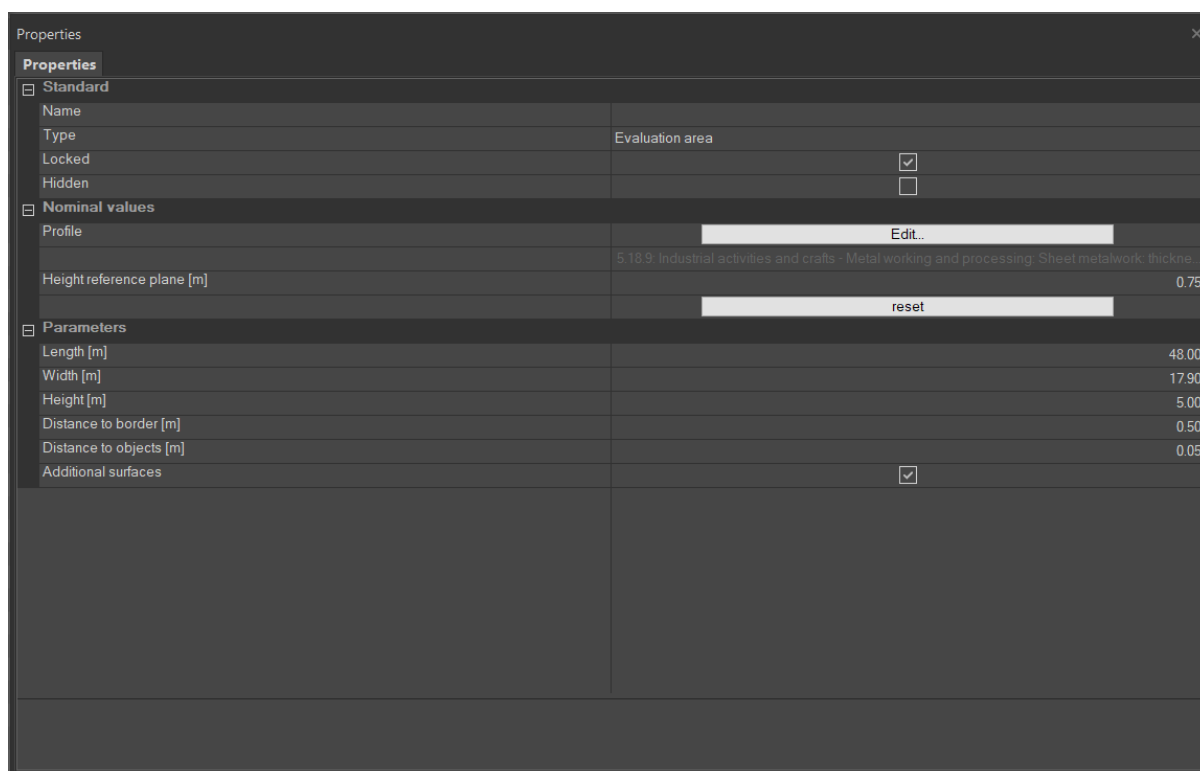 Properties
Properties
Standard
Name
Type Evaluation area
Locked
Hidden
Nominal values
Profile Edit...
5.18.9: Industrial activities and crafts - Metal working and processing: Sheet metalwork: thickne...
Height reference plane [m] 0.75
reset
Parameters
Length [m] 48.00
Width [m] 17.90
Height [m] 5.00
Distance to border [m] 0.50
Distance to objects [m] 0.05
Additional surfaces